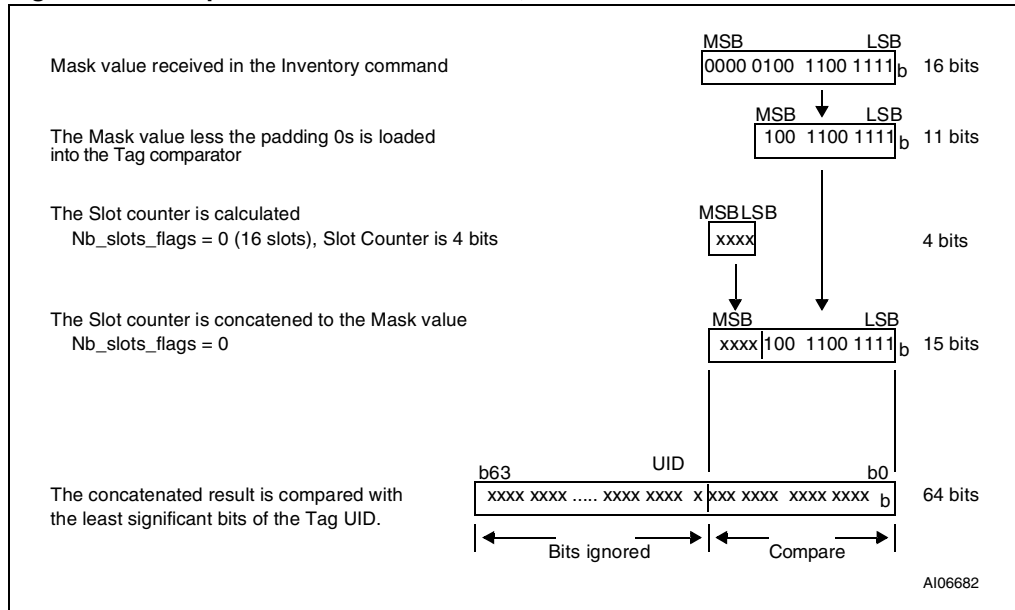 MSB LSB
Mask value received in the Inventory command 0000 0100 1100 1111 b 16 bits
MSB LSB
The Mask value less the padding 0s is loaded
into the Tag comparator
100 1100 1111 b 11 bits
The Slot counter is calculated
MSB LSB
Nb_slots_flags = 0 (16 slots), Slot Counter is 4 bits xxxx 4 bits
The Slot counter is concatened to the Mask value
MSB LSB
Nb_slots_flags = 0 xxxx 100 1100 1111 b 15 bits
UID
b63 b0
The concatenated result is compared with
the least significant bits of the Tag UID.
xxxx xxxx ..... xxxx xxxx x xxx xxxx xxxx xxxx b 64 bits
Bits ignored Compare
AI06682